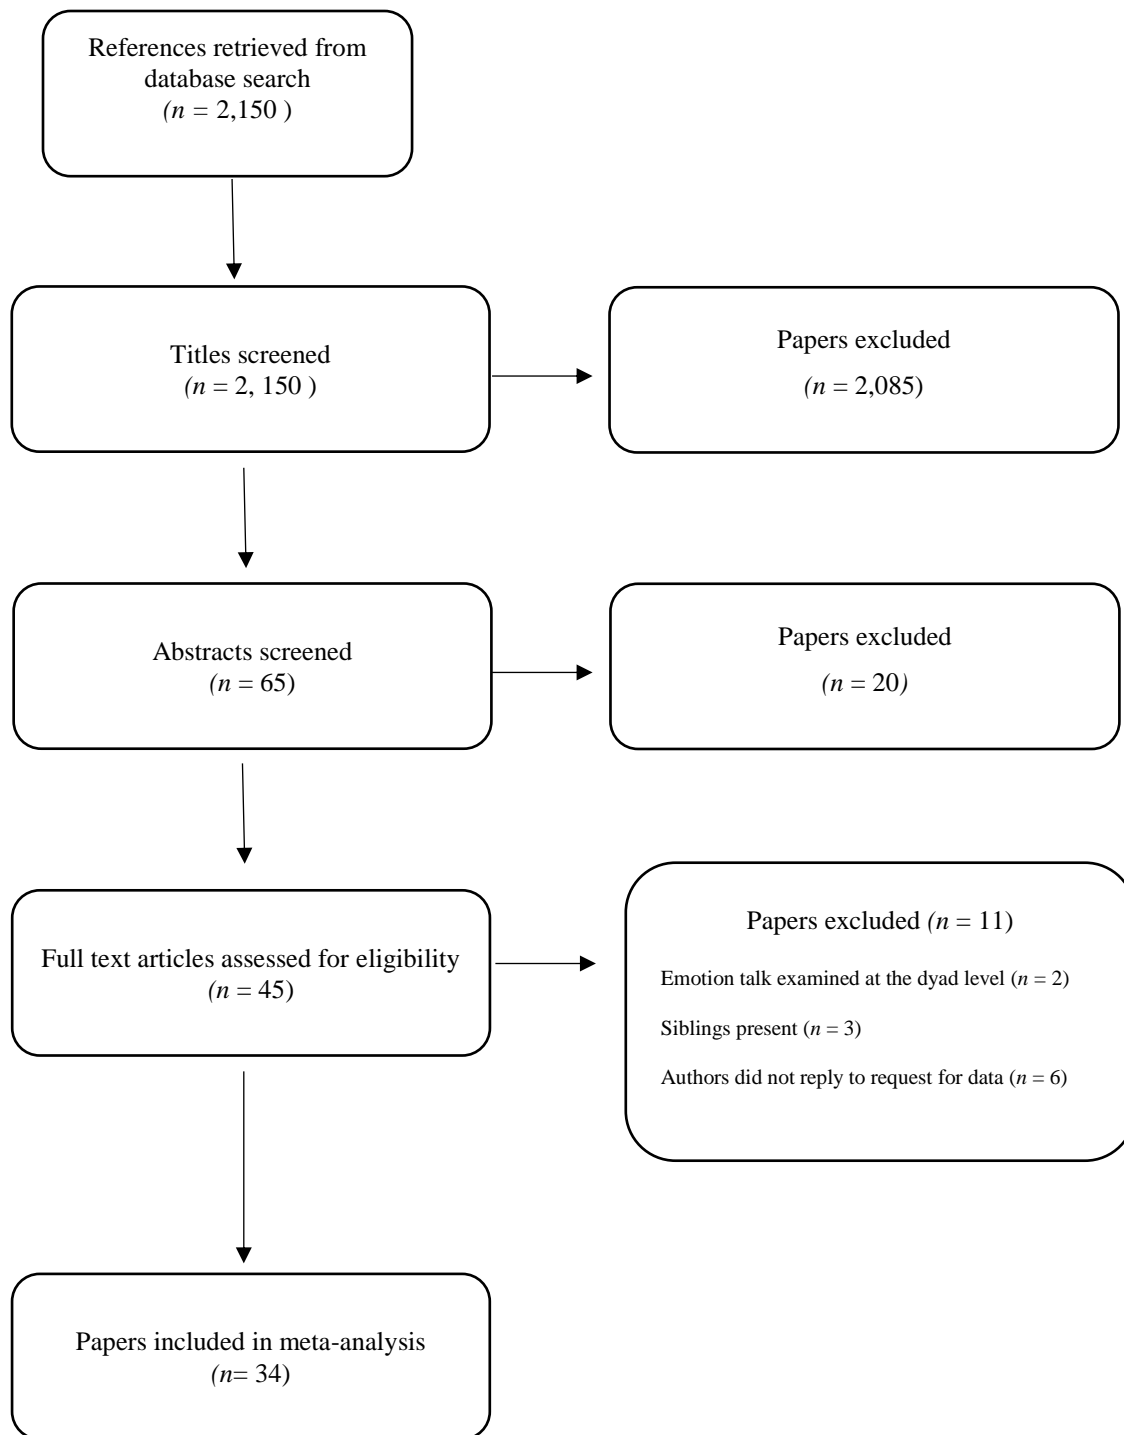 References retrieved from
database search
(n = 2,150 )
Titles screened
(n = 2, 150 )
Papers excluded
(n = 2,085)
Abstracts screened
(n = 65)
Papers excluded
(n = 20)
Full text articles assessed for eligibility
(n = 45)
Papers excluded (n = 11)
Emotion talk examined at the dyad level (n = 2)
Siblings present (n = 3)
Authors did not reply to request for data (n = 6)
Papers included in meta-analysis
(n= 34)